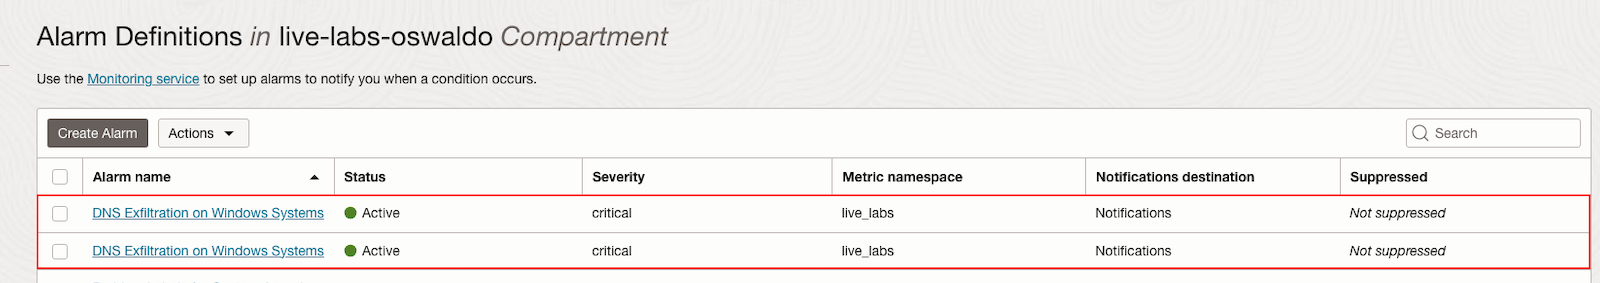 Alarm Definitions in live-labs-oswaldo Compartment
Use the Monitoring service to set up alarms to notify you when a condition occurs.
Create Alarm Actions Search
Alarm name Status Severity Metric namespace Notifications destination Suppressed
DNS Exfiltration on Windows Systems Active critical live_labs Notifications Not suppressed
DNS Exfiltration on Windows Systems Active critical live_labs Notifications Not suppressed